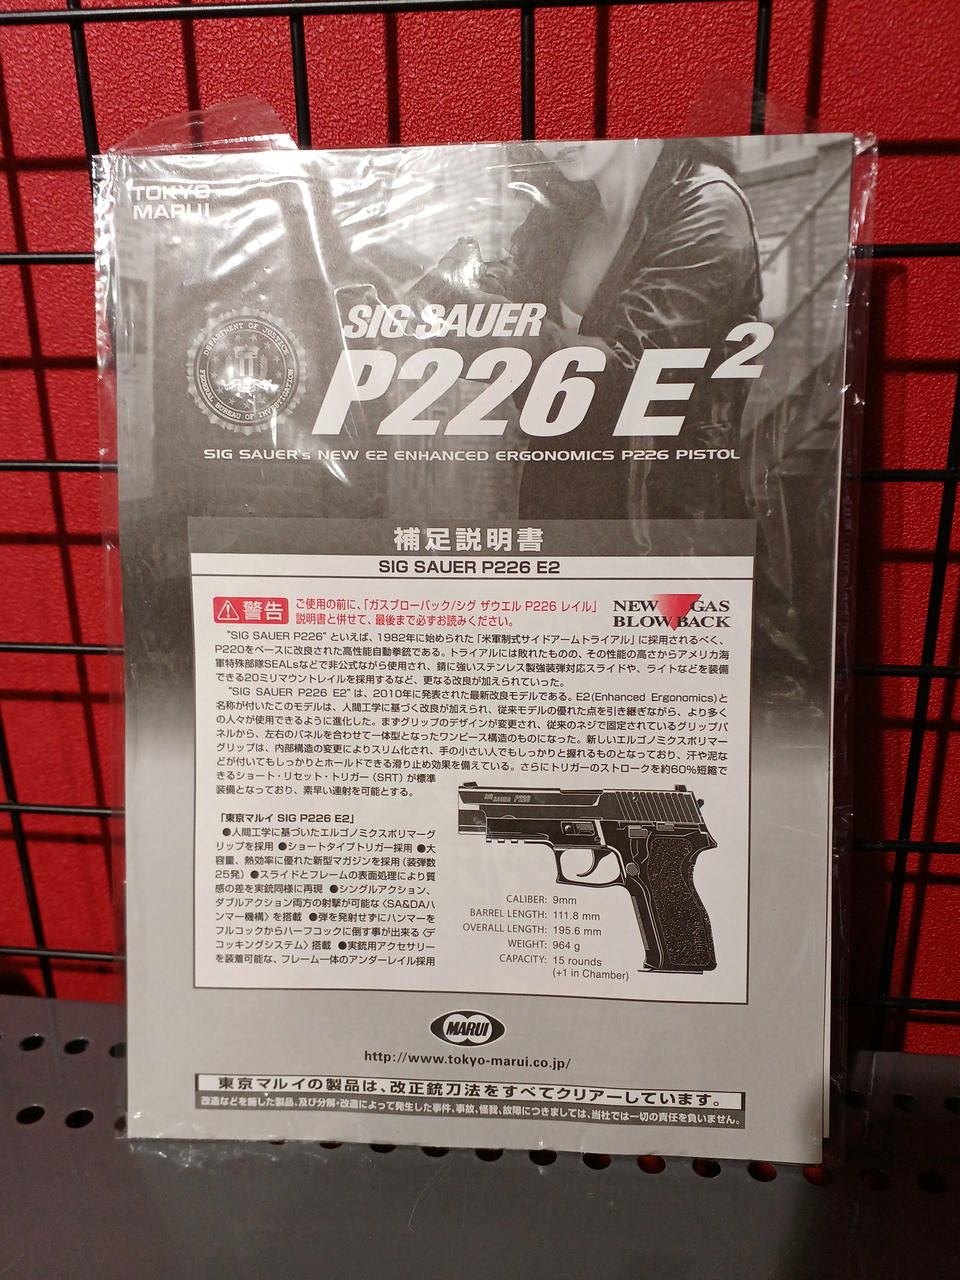 TOKYO
MARUI
DEPARTMENT OF JUSTICE
FEDERAL BUREAU OF INVESTIGATION
SIG SAUER
P226 E²
SIG SAUER's NEW E2 ENHANCED ERGONOMICS P226 PISTOL
補足説明書
SIG SAUER P226 E2
警告
ご使用の前に、「ガスブローバック/シグ ザウエル P226 レイル」
説明書と併せて、最後まで必ずお読みください。
NEW GAS
BLOWBACK
"SIG SAUER P226" といえば、1982年に始められた「米軍制式サイドアームトライアル」に採用されるべく、
P220をベースに改良された高性能自動拳銃である。トライアルには敗れたものの、その性能の高さからアメリカ海
軍特殊部隊SEALsなどで非公式ながら使用され、錆に強いステンレス製強装弾対応スライドや、ライトなどを装備
できる20ミリマウントレイルを採用するなど、更なる改良が加えられていった。
"SIG SAUER P226 E2" は、2010年に発表された最新改良モデルである。E2(Enhanced Ergonomics)と
名称が付いたこのモデルは、人間工学に基づく改良が加えられ、従来モデルの優れた点を引き継ぎながら、より多く
の人々が使用できるように進化した。まずグリップのデザインが変更され、従来のネジで固定されているグリップパ
ネルから、左右のパネルを合わせて一体型となったワンピース構造のものになった。新しいエルゴノミクスポリマー
グリップは、内部構造の変更によりスリム化され、手の小さい人でもしっかりと握れるものとなっており、汗や泥な
どが付いてもしっかりとホールドできる滑り止め効果を備えている。さらにトリガーのストロークを約60%短縮で
きるショート・リセット・トリガー (SRT) が標準
装備となっており、素早い連射を可能とする。
「東京マルイ SIG P226 E2」
●人間工学に基づいたエルゴノミクスポリマーグ
リップを採用 ●ショートタイプトリガー採用 ●大
容量、熱効率に優れた新型マガジンを採用 (装弾数
25発) ●スライドとフレームの表面処理により質
感の差を実銃同様に再現 ●シングルアクション、
ダブルアクション両方の射撃が可能な〈SA&DAハ
ンマー機構〉を搭載 ●弾を発射せずにハンマーを
フルコックからハーフコックに倒す事が出来る〈デ
コッキングシステム〉搭載 ●実銃用アクセサリー
を装着可能な、フレーム一体のアンダーレイル採用
SIG SAUER P226
CALIBER: 9mm
BARREL LENGTH: 111.8 mm
OVERALL LENGTH: 195.6 mm
WEIGHT: 964 g
CAPACITY: 15 rounds
(+1 in Chamber)
MARUI
http://www.tokyo-marui.co.jp/
東京マルイの製品は、改正銃刀法をすべてクリアーしています。
改造などを施した製品、及び分解・改造によって発生した事件、事故、怪我、故障につきましては、当社では一切の責任を負いません。